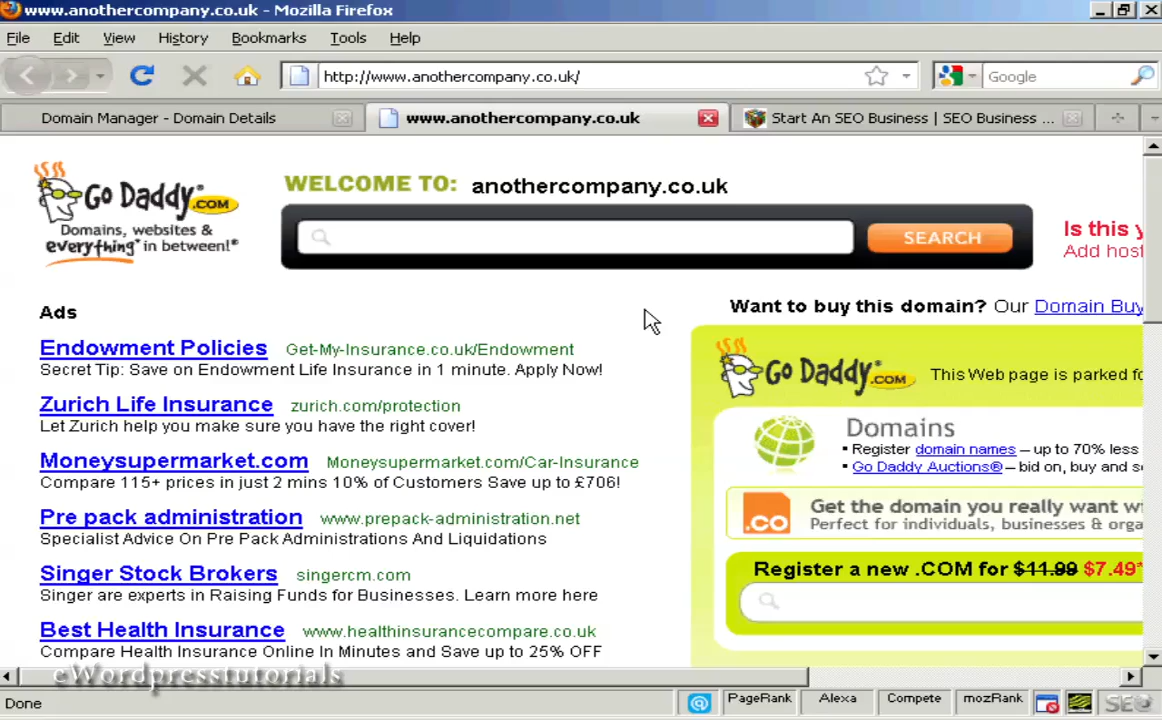 www.anothercompany.co.uk - Mozilla Firefox
File Edit View History Bookmarks Tools Help
http://www.anothercompany.co.uk/ Google
Domain Manager - Domain Details www.anothercompany.co.uk Start An SEO Business | SEO Business ...
Go Daddy.COM
Domains, websites &
everything* in between!*
WELCOME TO: anothercompany.co.uk
SEARCH
Is this y
Add host
Ads
Endowment Policies Get-My-Insurance.co.uk/Endowment
Secret Tip: Save on Endowment Life Insurance in 1 minute. Apply Now!
Zurich Life Insurance zurich.com/protection
Let Zurich help you make sure you have the right cover!
Moneysupermarket.com Moneysupermarket.com/Car-Insurance
Compare 115+ prices in just 2 mins 10% of Customers Save up to £706!
Pre pack administration www.prepack-administration.net
Specialist Advice On Pre Pack Administrations And Liquidations
Singer Stock Brokers singercm.com
Singer are experts in Raising Funds for Businesses. Learn more here
Best Health Insurance www.healthinsurancecompare.co.uk
Compare Health Insurance Online In Minutes and Save up to 25% OFF
Want to buy this domain? Our Domain Buy
Go Daddy.COM This Web page is parked fo
Domains
▪ Register domain names – up to 70% less
▪ Go Daddy Auctions® – bid on, buy and se
.co
Get the domain you really want wi
Perfect for individuals, businesses & orga
Register a new .COM for $11.99 $7.49*
eWordpresstutorials
Done PageRank Alexa Compete mozRank SEO